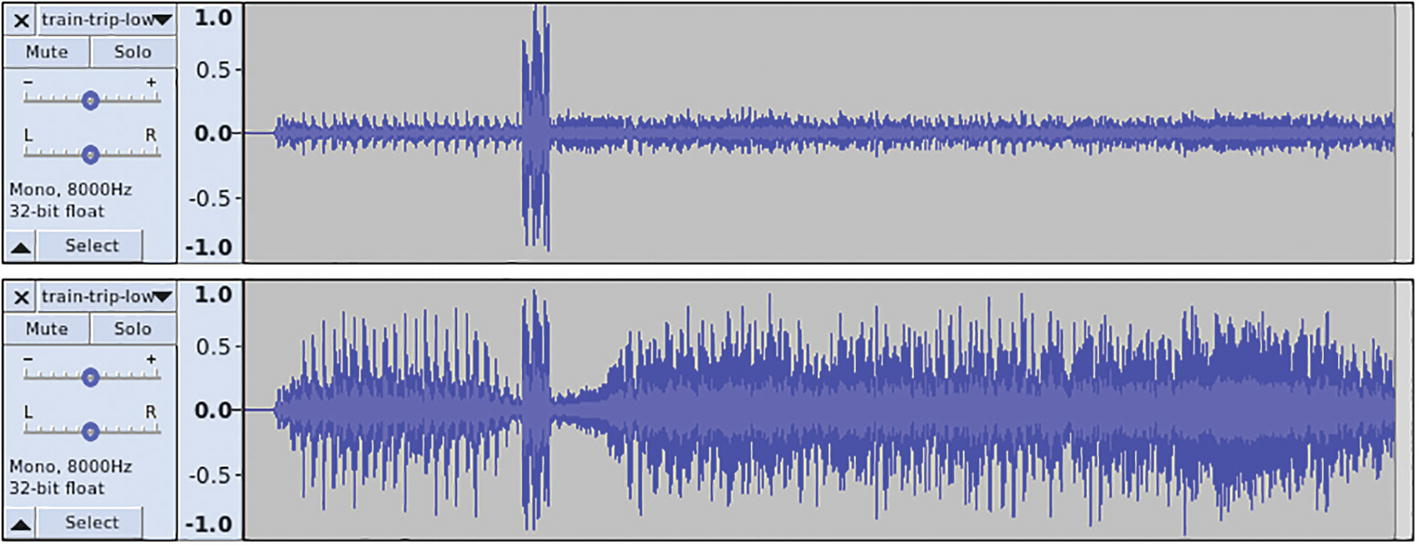 train-trip-low
Mute Solo
- +
L R
Mono, 8000Hz
32-bit float
Select
1.0
0.5
0.0
-0.5
-1.0
train-trip-low
Mute Solo
- +
L R
Mono, 8000Hz
32-bit float
Select
1.0
0.5
0.0
-0.5
-1.0